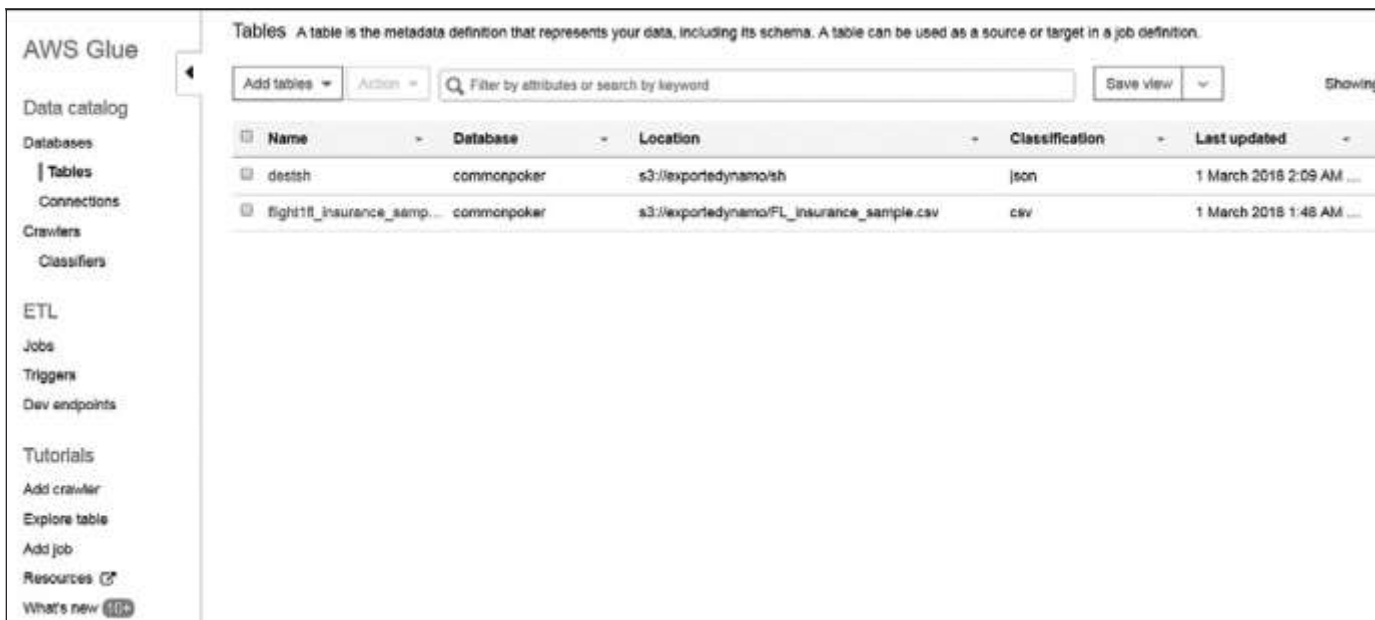 AWS Glue
Data catalog
Databases
Tables
Connections
Crawlers
Classifiers
ETL
Jobs
Triggers
Dev endpoints
Tutorials
Add crawler
Explore table
Add job
Resources
What's new 10+
Tables A table is the metadata definition that represents your data, including its schema. A table can be used as a source or target in a job definition.
Add tables Action Filter by attributes or search by keyword Save view Showing
Name Database Location Classification Last updated
destsh commonpoker s3://exportedynamo/sh json 1 March 2018 2:09 AM ...
flight1fl_insurance_samp... commonpoker s3://exportedynamo/FL_insurance_sample.csv csv 1 March 2018 1:48 AM ...